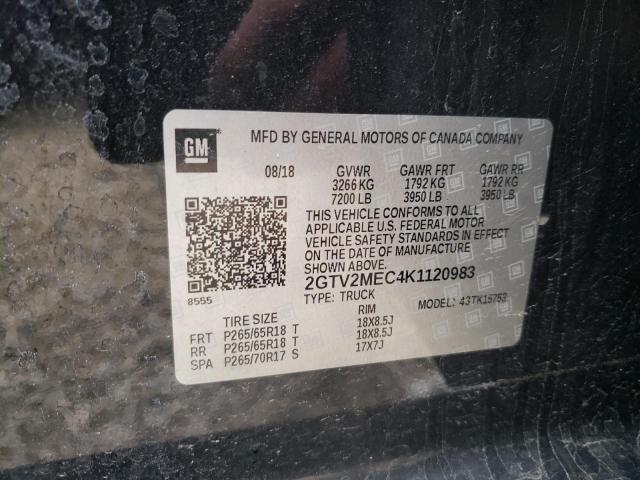 GM
MFD BY GENERAL MOTORS OF CANADA COMPANY
08/18 GVWR GAWR FRT GAWR RR
3266 KG 1792 KG 1792 KG
7200 LB 3950 LB 3950 LB
THIS VEHICLE CONFORMS TO ALL
APPLICABLE U.S. FEDERAL MOTOR
VEHICLE SAFETY STANDARDS IN EFFECT
ON THE DATE OF MANUFACTURE
SHOWN ABOVE.
2GTV2MEC4K1120983
8555
TYPE: TRUCK MODEL: 43TK15753
TIRE SIZE RIM
FRT P265/65R18 T 18X8.5J
RR P265/65R18 T 18X8.5J
SPA P265/70R17 S 17X7J